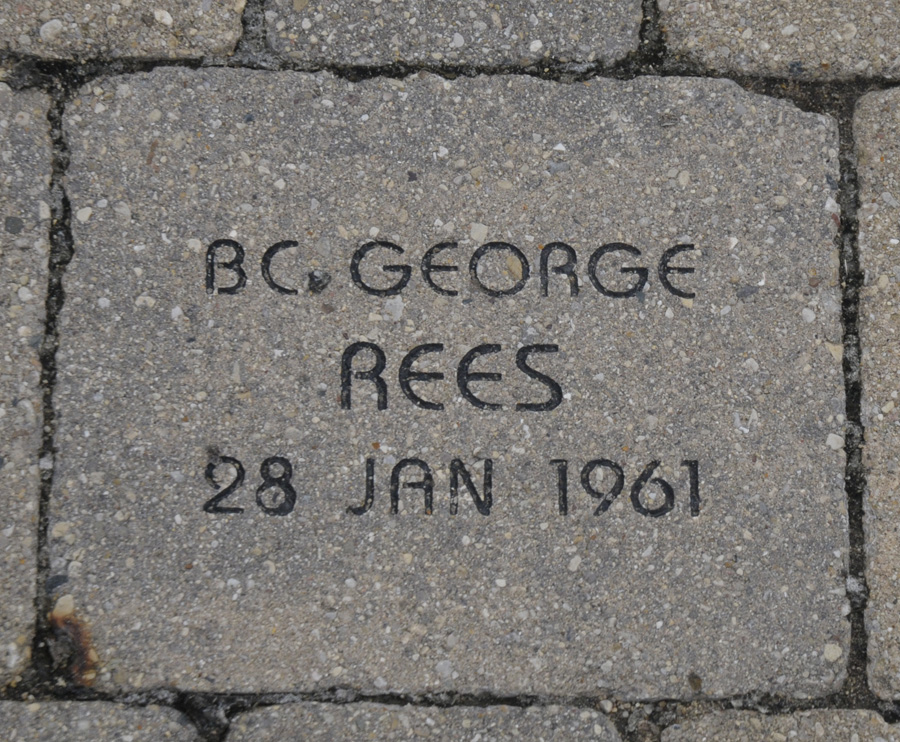 BC. GEORGE
REES
28 JAN 1961